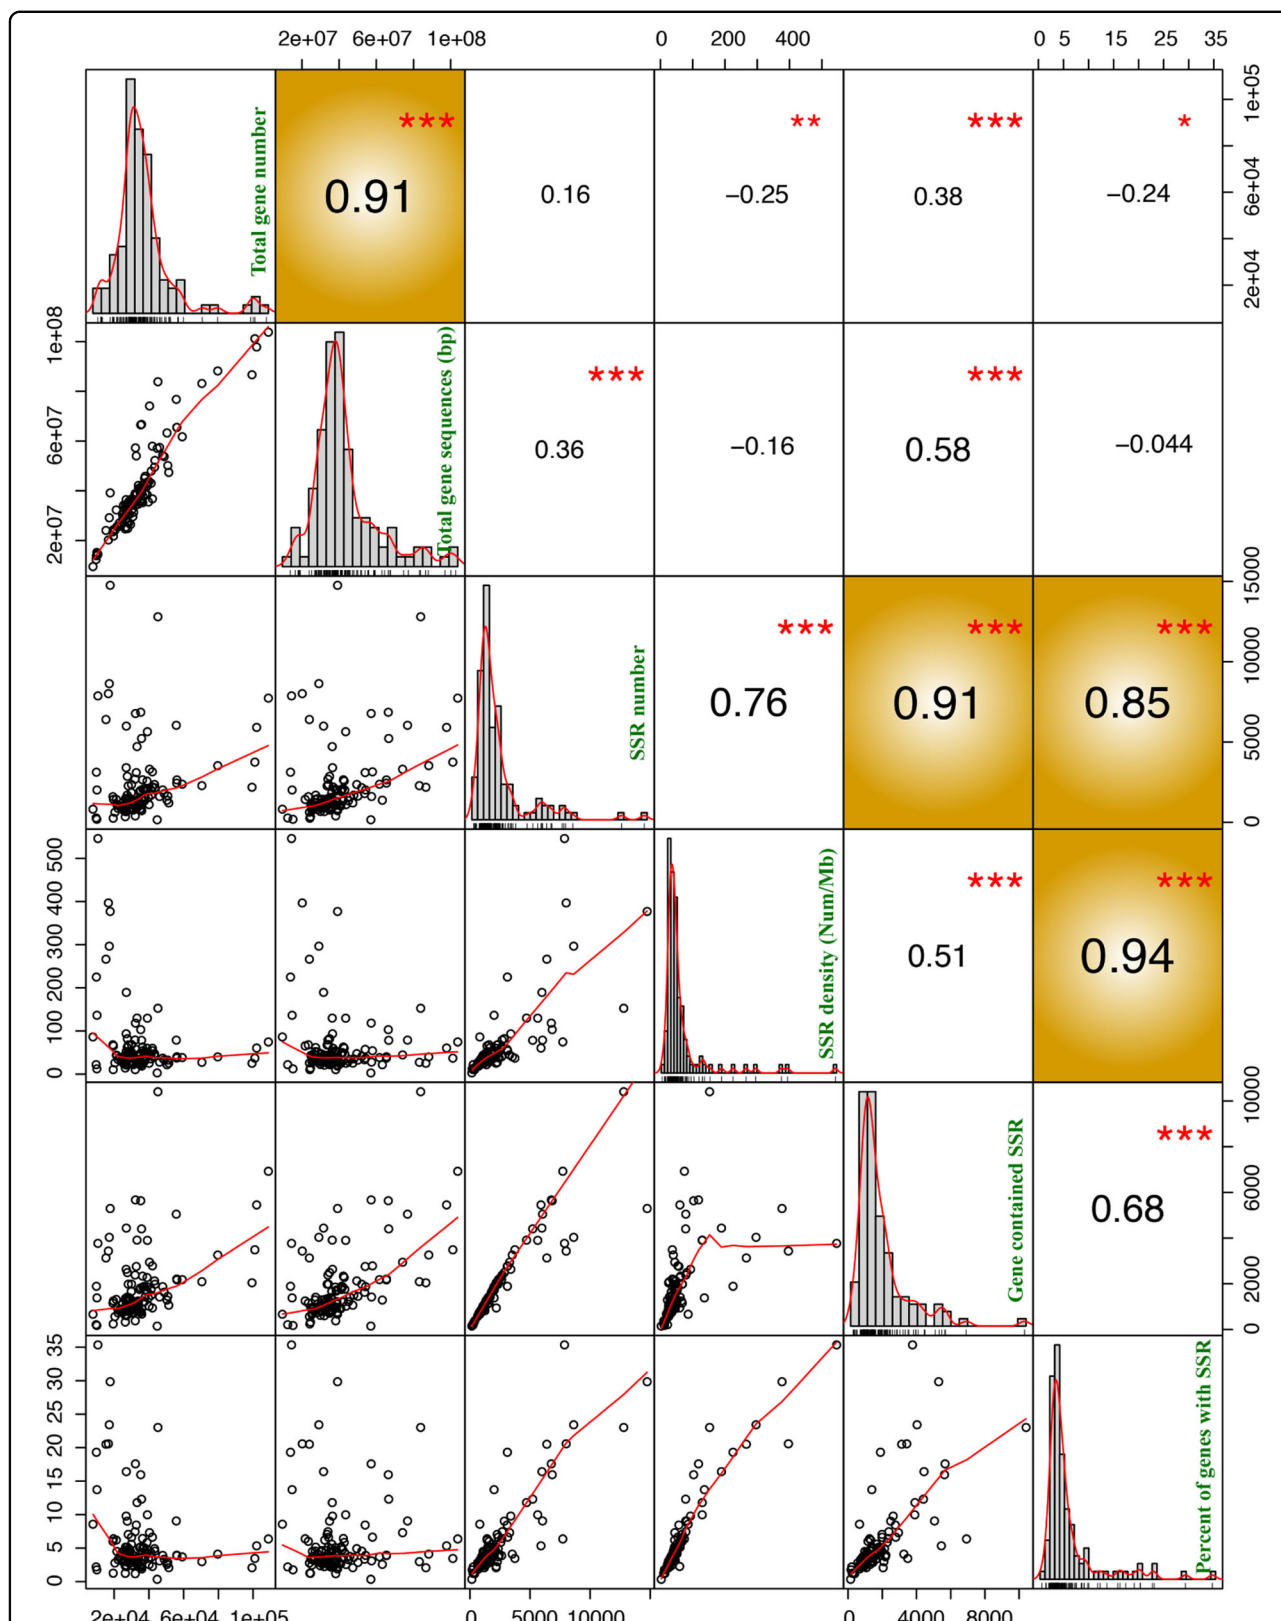 2e+07 6e+07 1e+08 0 200 400 0 5 15 25 35
Total gene number
*** ** *** *
0.91 0.16 −0.25 0.38 −0.24
1e+05
6e+04
2e+04
1e+08
6e+07
2e+07
Total gene sequences (bp)
*** ***
0.36 −0.16 0.58 −0.044
SSR number
*** *** ***
0.76 0.91 0.85
15000
10000
5000
0
500
400
300
200
100
0
SSR density (Num/Mb)
*** ***
0.51 0.94
Gene contained SSR
***
0.68
10000
6000
2000
0
35
30
25
20
15
10
5
0
Percent of genes with SSR
2e+04 6e+04 1e+05 0 5000 10000 0 4000 8000